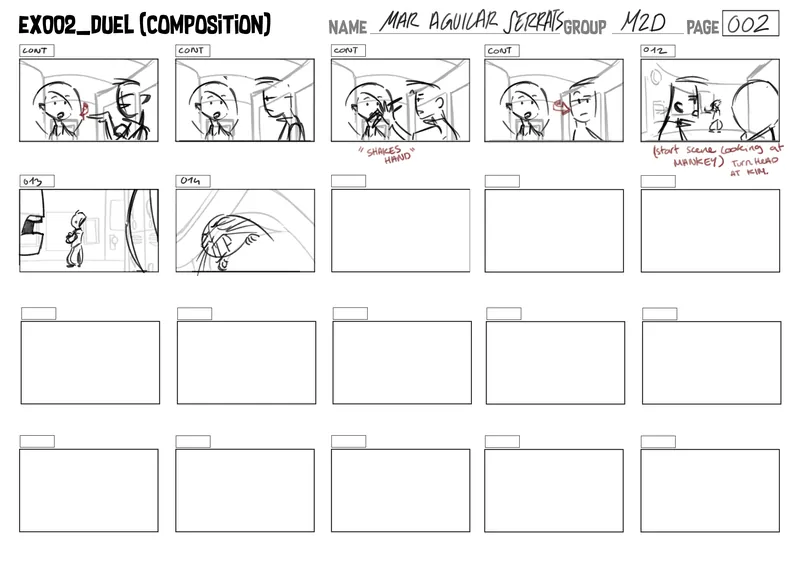 EX002_DUEL (COMPOSITION)
NAME MAR AGUILAR SERRATS GROUP M2D PAGE 002
CONT
CONT
CONT
CONT
012
"SHAKES HAND"
(start scene looking at MANKEY) TURN HEAD AT KIM
013
014